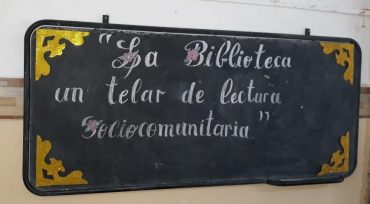 "La Biblioteca
un telar de lectura
Sociocomunitaria."